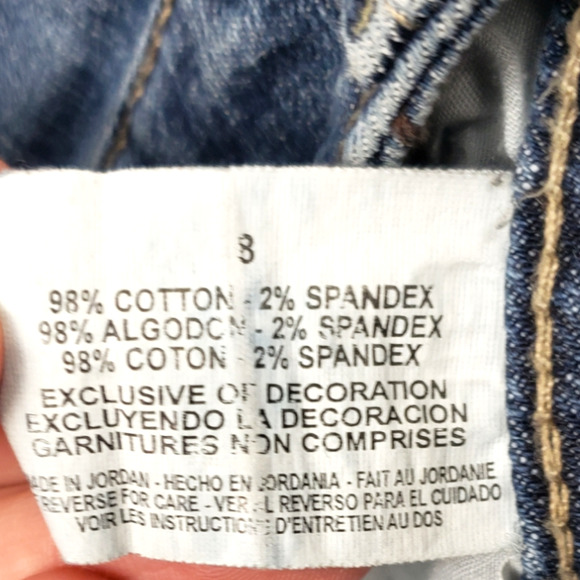 8
98% COTTON - 2% SPANDEX
98% ALGODON - 2% SPANDEX
98% COTON - 2% SPANDEX
EXCLUSIVE OF DECORATION
EXCLUYENDO LA DECORACION
GARNITURES NON COMPRISES
MADE IN JORDAN - HECHO EN JORDANIA - FAIT AU JORDANIE
REVERSE FOR CARE - VER EL REVERSO PARA EL CUIDADO
VOIR LES INSTRUCTIONS D'ENTRETIEN AU DOS